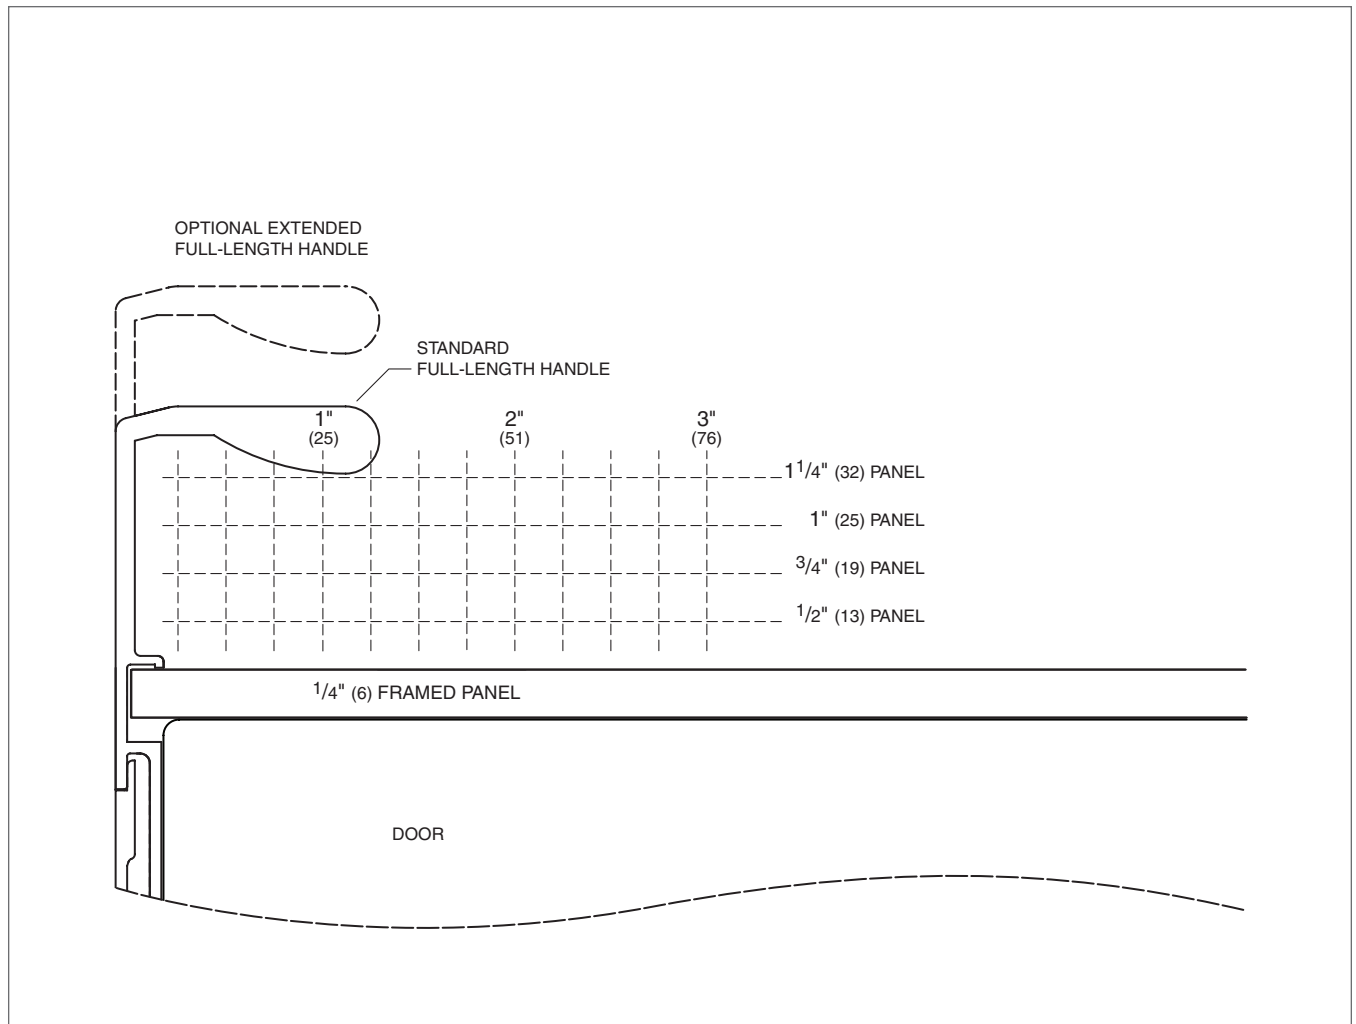 OPTIONAL EXTENDED
FULL-LENGTH HANDLE
STANDARD
FULL-LENGTH HANDLE
1" 2" 3"
(25) (51) (76)
1 1/4" (32) PANEL
1" (25) PANEL
3/4" (19) PANEL
1/2" (13) PANEL
1/4" (6) FRAMED PANEL
DOOR